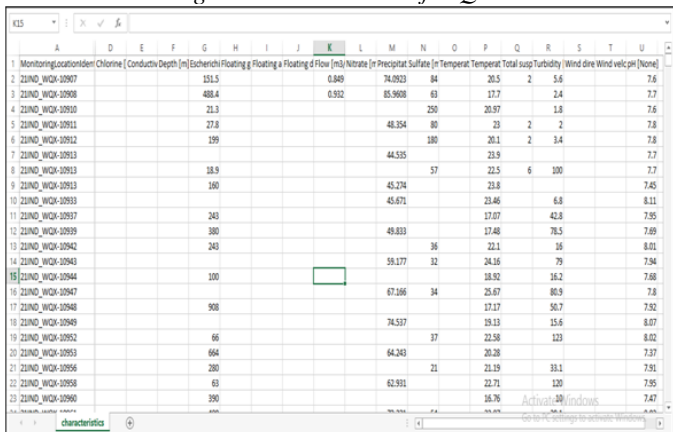 K15 fx
A D E F G H I J K L M N O P Q R S T U
1 MonitoringLocationIden Chlorine [ Conductiv Depth [m] Escherichi Floating g Floating a Floating d Flow [m3/ Nitrate [m Precipitat Sulfate [m Temperat Temperat Total susp Turbidity Wind dire Wind velc pH [None]
2 21IND_WQX-10907 151.5 0.849 74.0923 84 20.5 2 5.6 7.6
3 21IND_WQX-10908 488.4 0.932 85.9608 63 17.7 2.4 7.7
4 21IND_WQX-10910 21.3 250 20.97 1.8 7.6
5 21IND_WQX-10911 27.8 48.354 80 23 2 2 7.8
6 21IND_WQX-10912 199 180 20.1 2 3.4 7.8
7 21IND_WQX-10913 44.535 23.9 7.7
8 21IND_WQX-10913 18.9 57 22.5 6 100 7.7
9 21IND_WQX-10913 160 45.274 23.8 7.45
10 21IND_WQX-10933 45.671 23.46 6.8 8.11
11 21IND_WQX-10937 243 17.07 42.8 7.95
12 21IND_WQX-10939 380 49.833 17.48 78.5 7.69
13 21IND_WQX-10942 243 36 22.1 16 8.01
14 21IND_WQX-10943 59.177 32 24.16 79 7.94
15 21IND_WQX-10944 100 18.92 16.2 7.68
16 21IND_WQX-10947 67.166 34 25.67 80.9 7.8
17 21IND_WQX-10948 908 17.17 50.7 7.92
18 21IND_WQX-10949 74.537 19.13 15.6 8.07
19 21IND_WQX-10952 66 37 22.58 123 8.02
20 21IND_WQX-10953 664 64.243 20.28 7.37
21 21IND_WQX-10956 280 21 21.19 33.1 7.91
22 21IND_WQX-10958 63 62.931 22.71 120 7.95
23 21IND_WQX-10960 390 16.76 10 7.47
Activate Windows
Go to PC settings to activate Windows.
characteristics